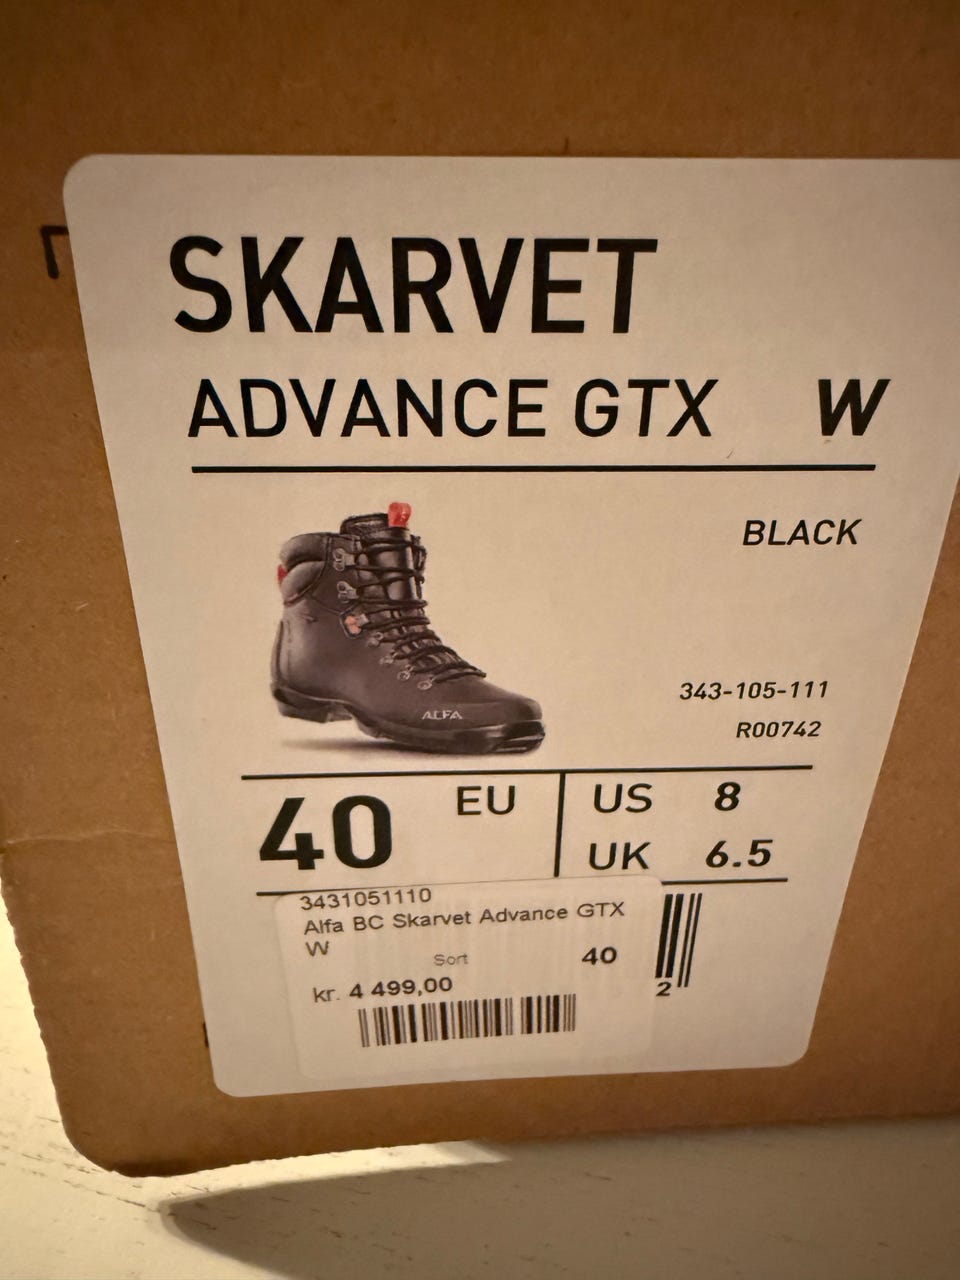 SKARVET
ADVANCE GTX W
BLACK
ALFA
343-105-111
R00742
40 EU
US 8
UK 6.5
3431051110
Alfa BC Skarvet Advance GTX
W
Sort 40
kr. 4 499,00
2